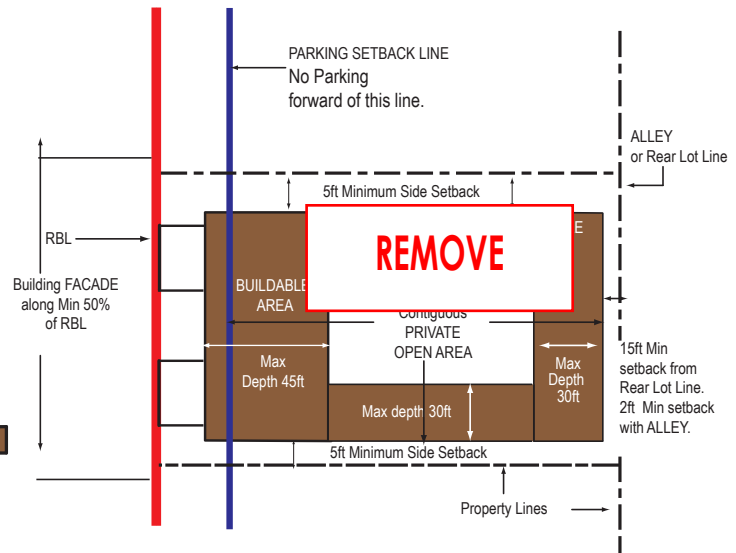 PARKING SETBACK LINE
No Parking
forward of this line.
ALLEY
or Rear Lot Line
5ft Minimum Side Setback
RBL
REMOVE
E
Building FACADE
along Min 50%
of RBL
BUILDABLE
AREA
Contiguous
PRIVATE
OPEN AREA
Max
Depth 45ft
Max
Depth
30ft
15ft Min
setback from
Rear Lot Line.
2ft Min setback
with ALLEY.
Max depth 30ft
5ft Minimum Side Setback
Property Lines